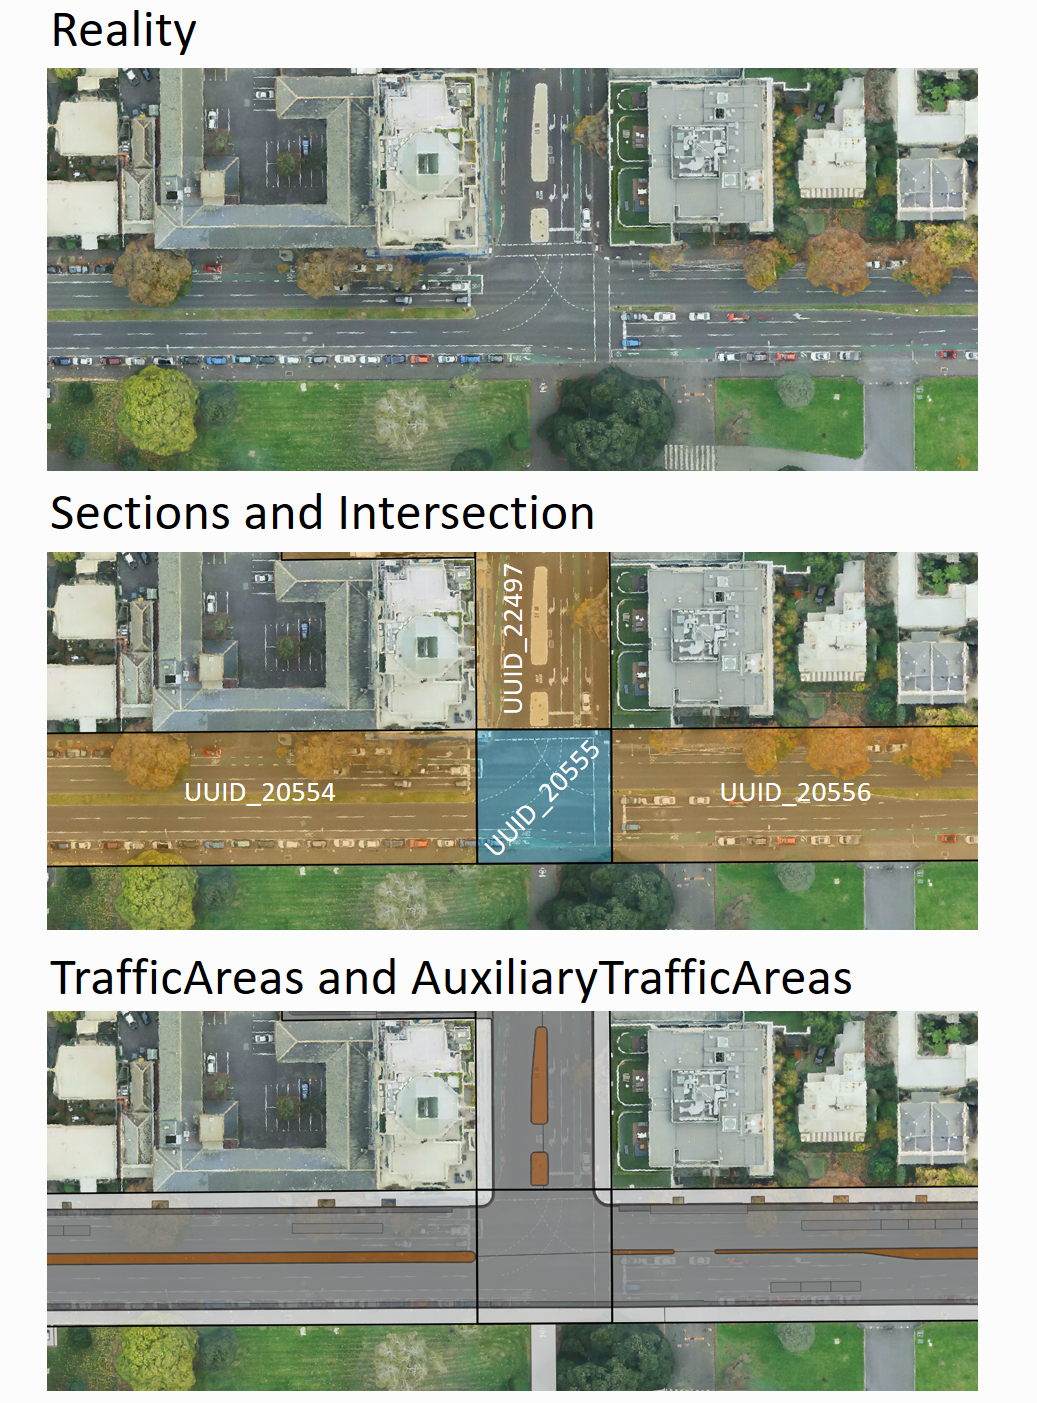 Reality
Sections and Intersection
UUID_22497
UUID_20554
UUID_20555
UUID_20556
TrafficAreas and AuxiliaryTrafficAreas